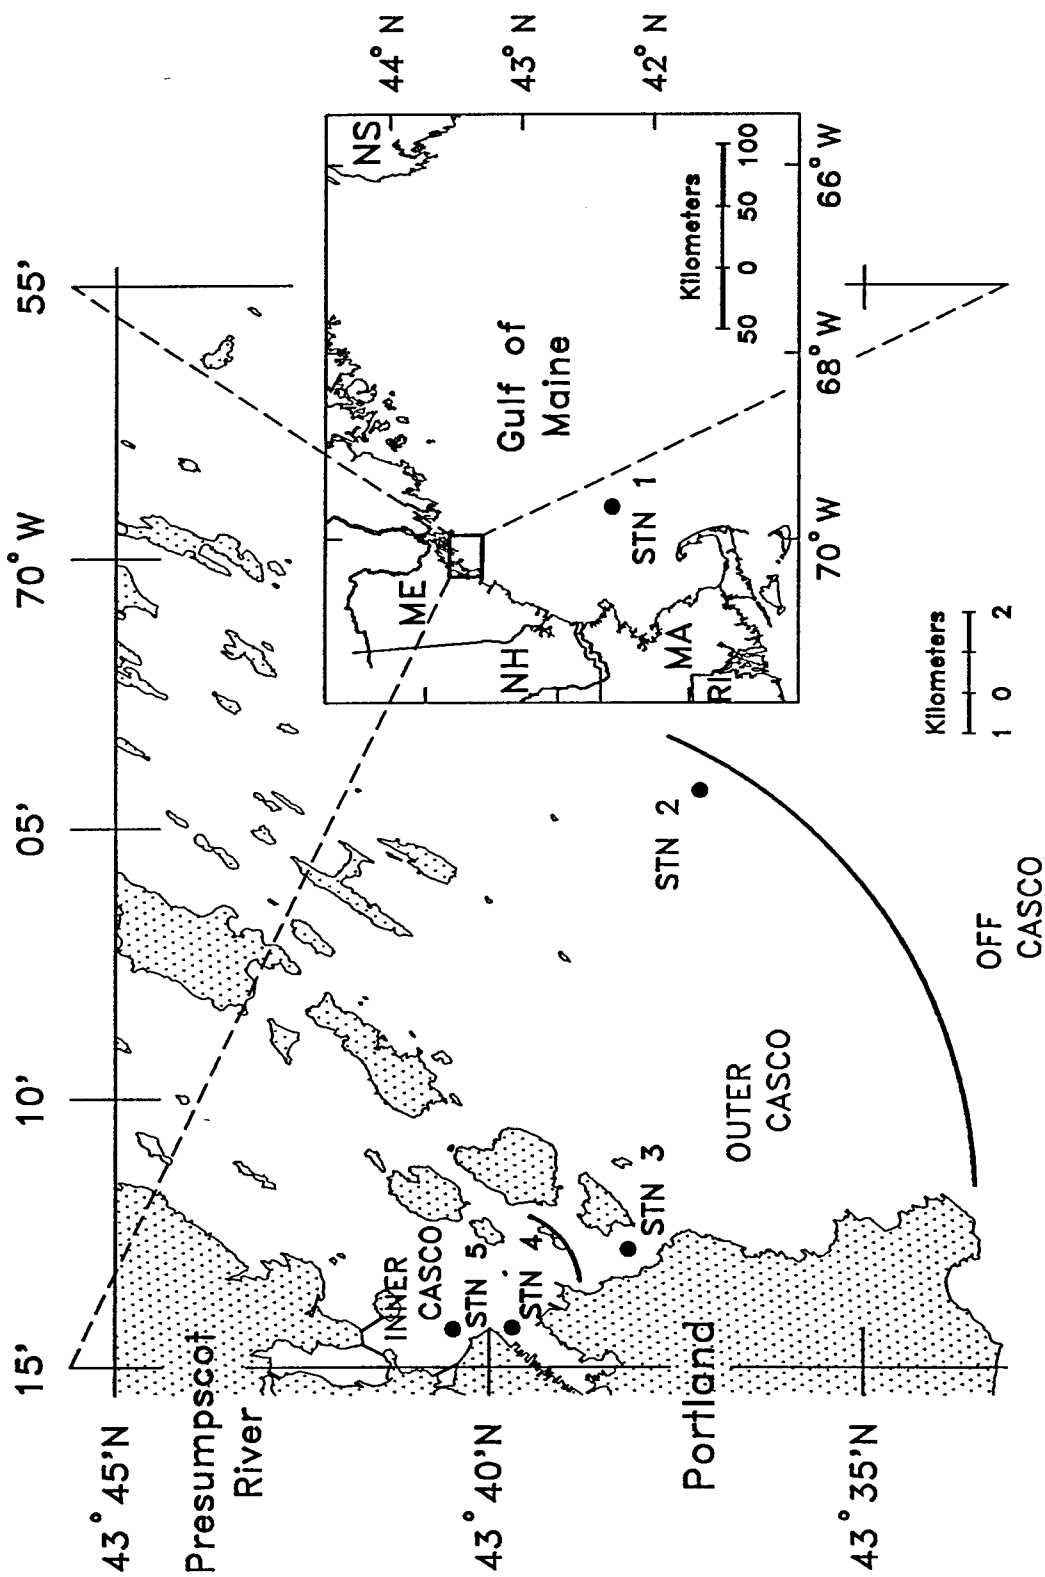 15'
10'
05'
70° W
55'
43° 45'N
Presumpscot
River
43° 40'N
Portland
43° 35'N
INNER
CASCO
STN 5
STN 4
STN 3
OUTER
CASCO
STN 2
OFF
CASCO
Kilometers
1 0 1 2
ME
NH
MA
RI
NS
Gulf of
Maine
STN 1
Kilometers
50 0 50 100
44° N
43° N
42° N
70° W
68° W
66° W